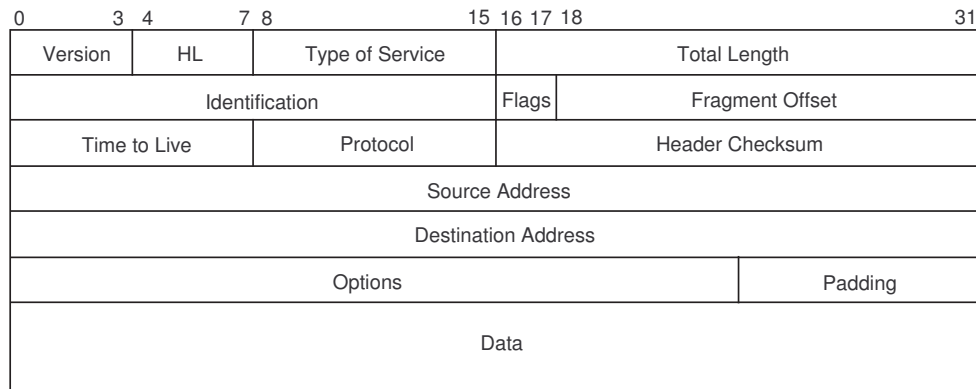 0 3 4 7 8 15 16 17 18 31
Version HL Type of Service Total Length
Identification Flags Fragment Offset
Time to Live Protocol Header Checksum
Source Address
Destination Address
Options Padding
Data